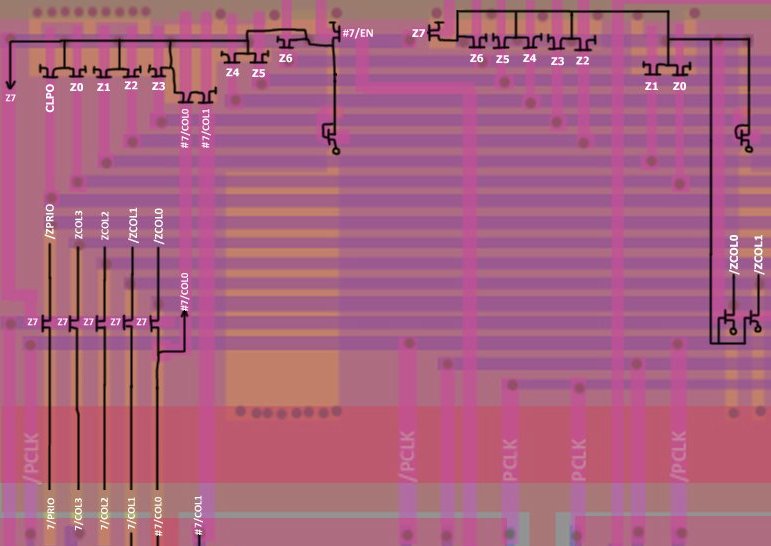 #7/EN
Z7
Z6
Z4
Z5
Z6
Z5
Z4
Z3
Z2
CLPO
Z0
Z1
Z2
Z3
Z1
Z0
Z7
#7/COL0
#7/COL1
/ZPRIO
ZCOL3
ZCOL2
/ZCOL1
/ZCOL0
/ZCOL0
/ZCOL1
#7/COL0
Z7
Z7
Z7
Z7
Z7
/PCLK
/PCLK
PCLK
PCLK
/PCLK
7/PRIO
7/COL3
7/COL2
7/COL1
#7/COL0
#7/COL1